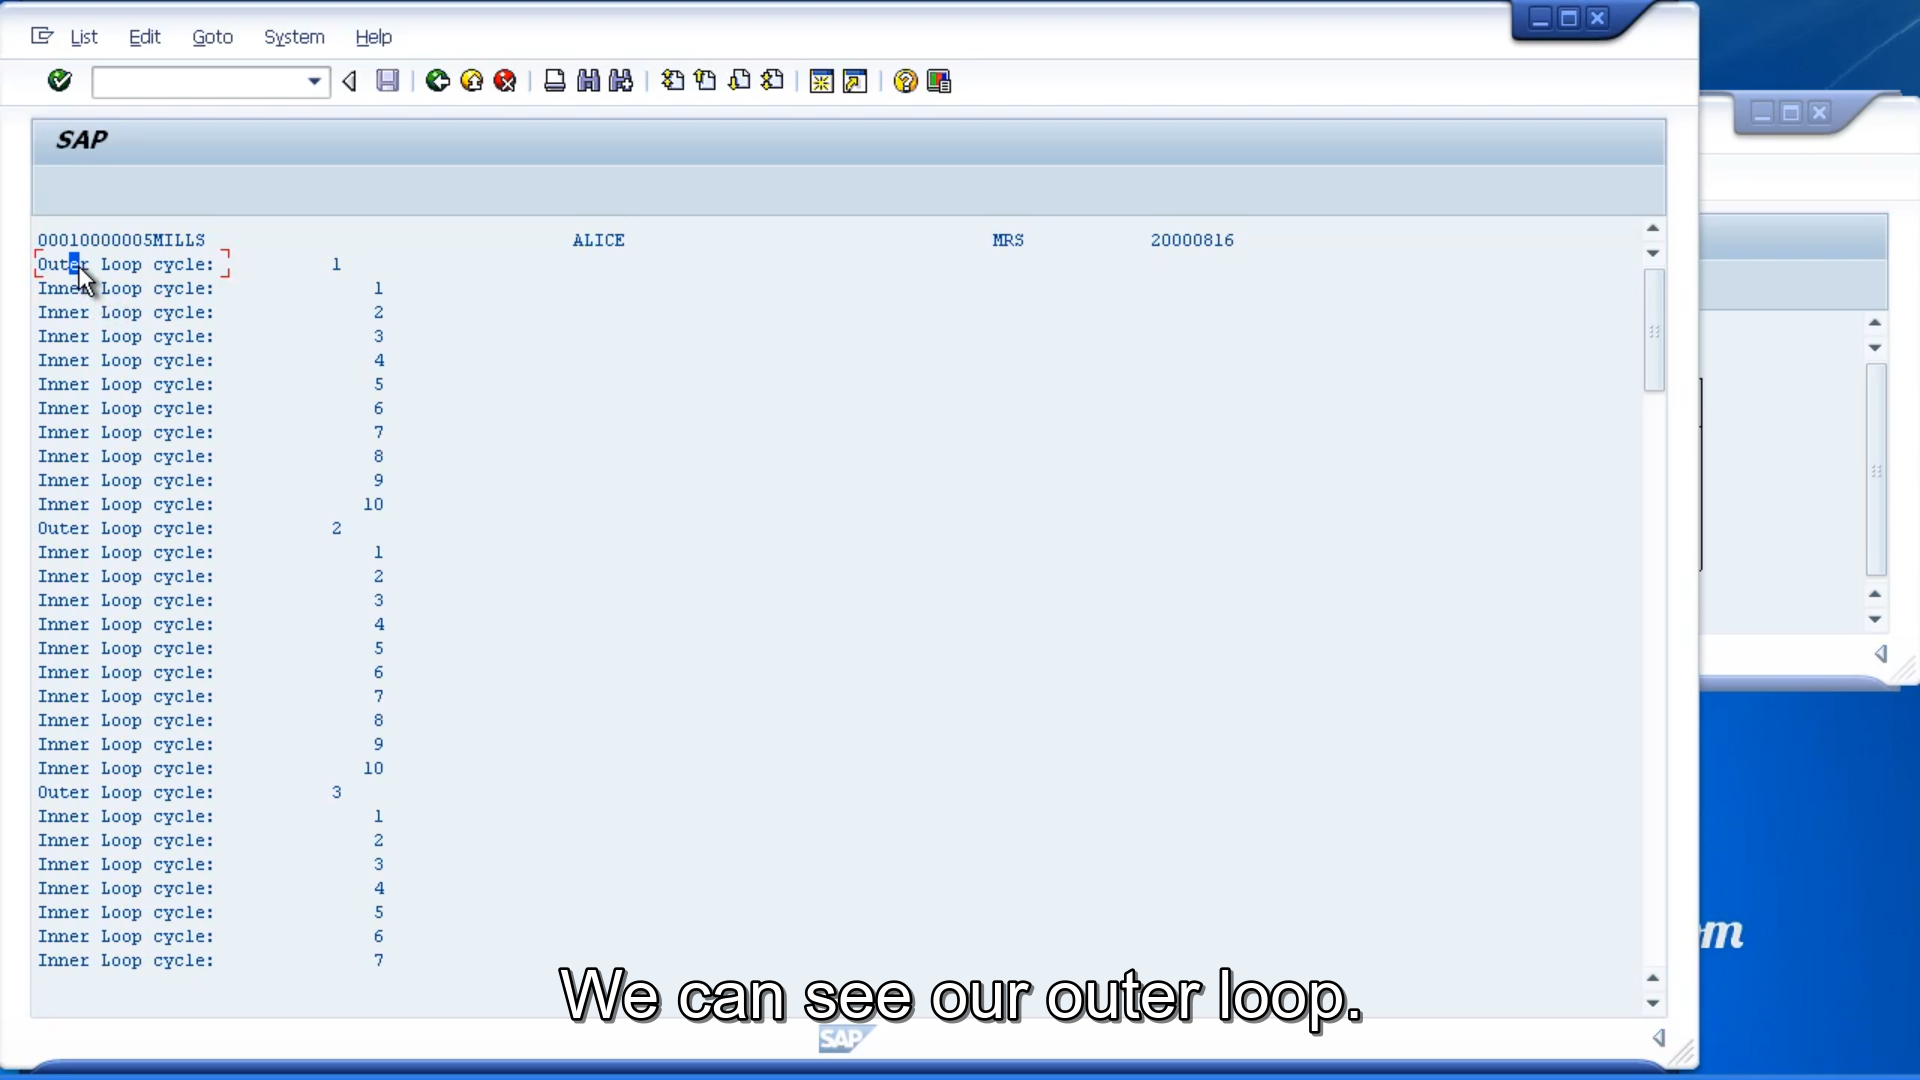 List Edit Goto System Help
SAP
00010000005MILLS ALICE MRS 20000816
Outer Loop cycle: 1
Inner Loop cycle: 1
Inner Loop cycle: 2
Inner Loop cycle: 3
Inner Loop cycle: 4
Inner Loop cycle: 5
Inner Loop cycle: 6
Inner Loop cycle: 7
Inner Loop cycle: 8
Inner Loop cycle: 9
Inner Loop cycle: 10
Outer Loop cycle: 2
Inner Loop cycle: 1
Inner Loop cycle: 2
Inner Loop cycle: 3
Inner Loop cycle: 4
Inner Loop cycle: 5
Inner Loop cycle: 6
Inner Loop cycle: 7
Inner Loop cycle: 8
Inner Loop cycle: 9
Inner Loop cycle: 10
Outer Loop cycle: 3
Inner Loop cycle: 1
Inner Loop cycle: 2
Inner Loop cycle: 3
Inner Loop cycle: 4
Inner Loop cycle: 5
Inner Loop cycle: 6
Inner Loop cycle: 7
We can see our outer loop.
SAP